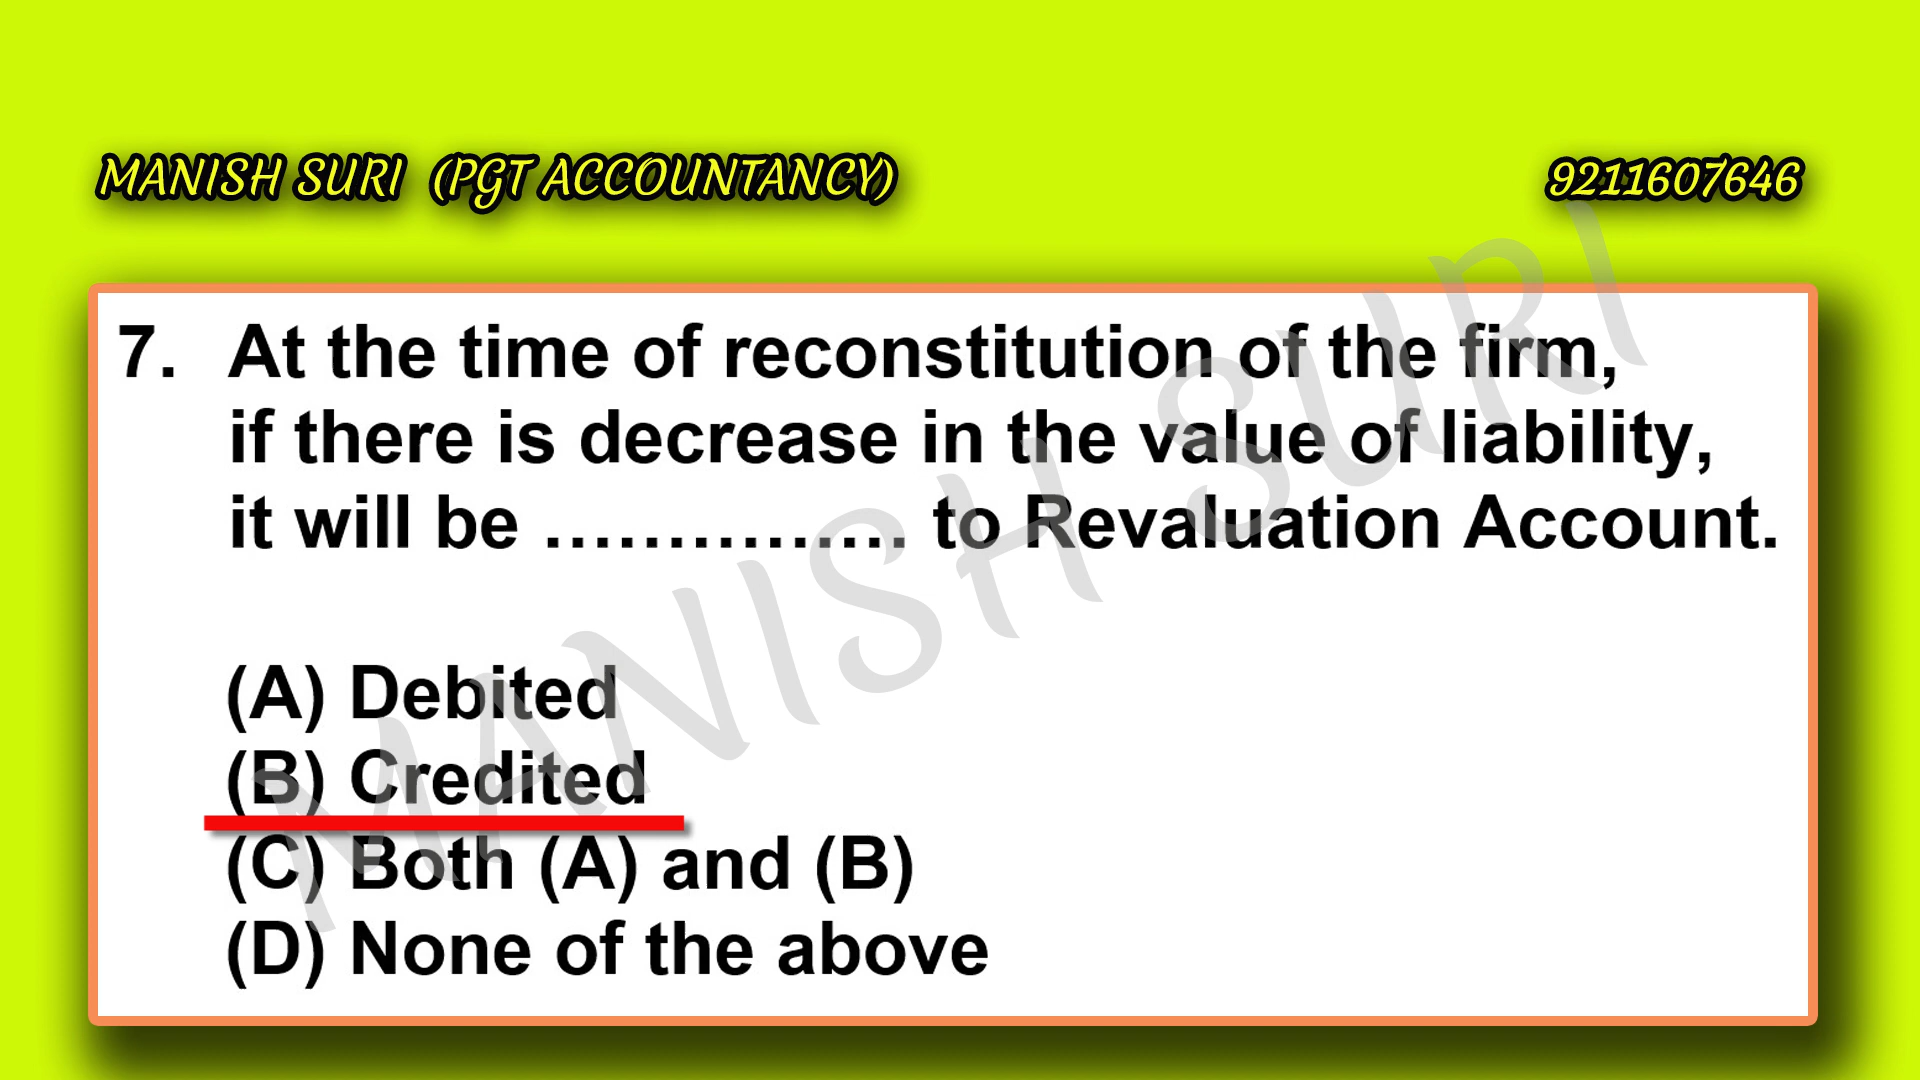 MANISH SURI (PGT ACCOUNTANCY)
9211607646
7. At the time of reconstitution of the firm,
if there is decrease in the value of liability,
it will be …………… to Revaluation Account.
(A) Debited
(B) Credited
(C) Both (A) and (B)
(D) None of the above
MANISH SURI